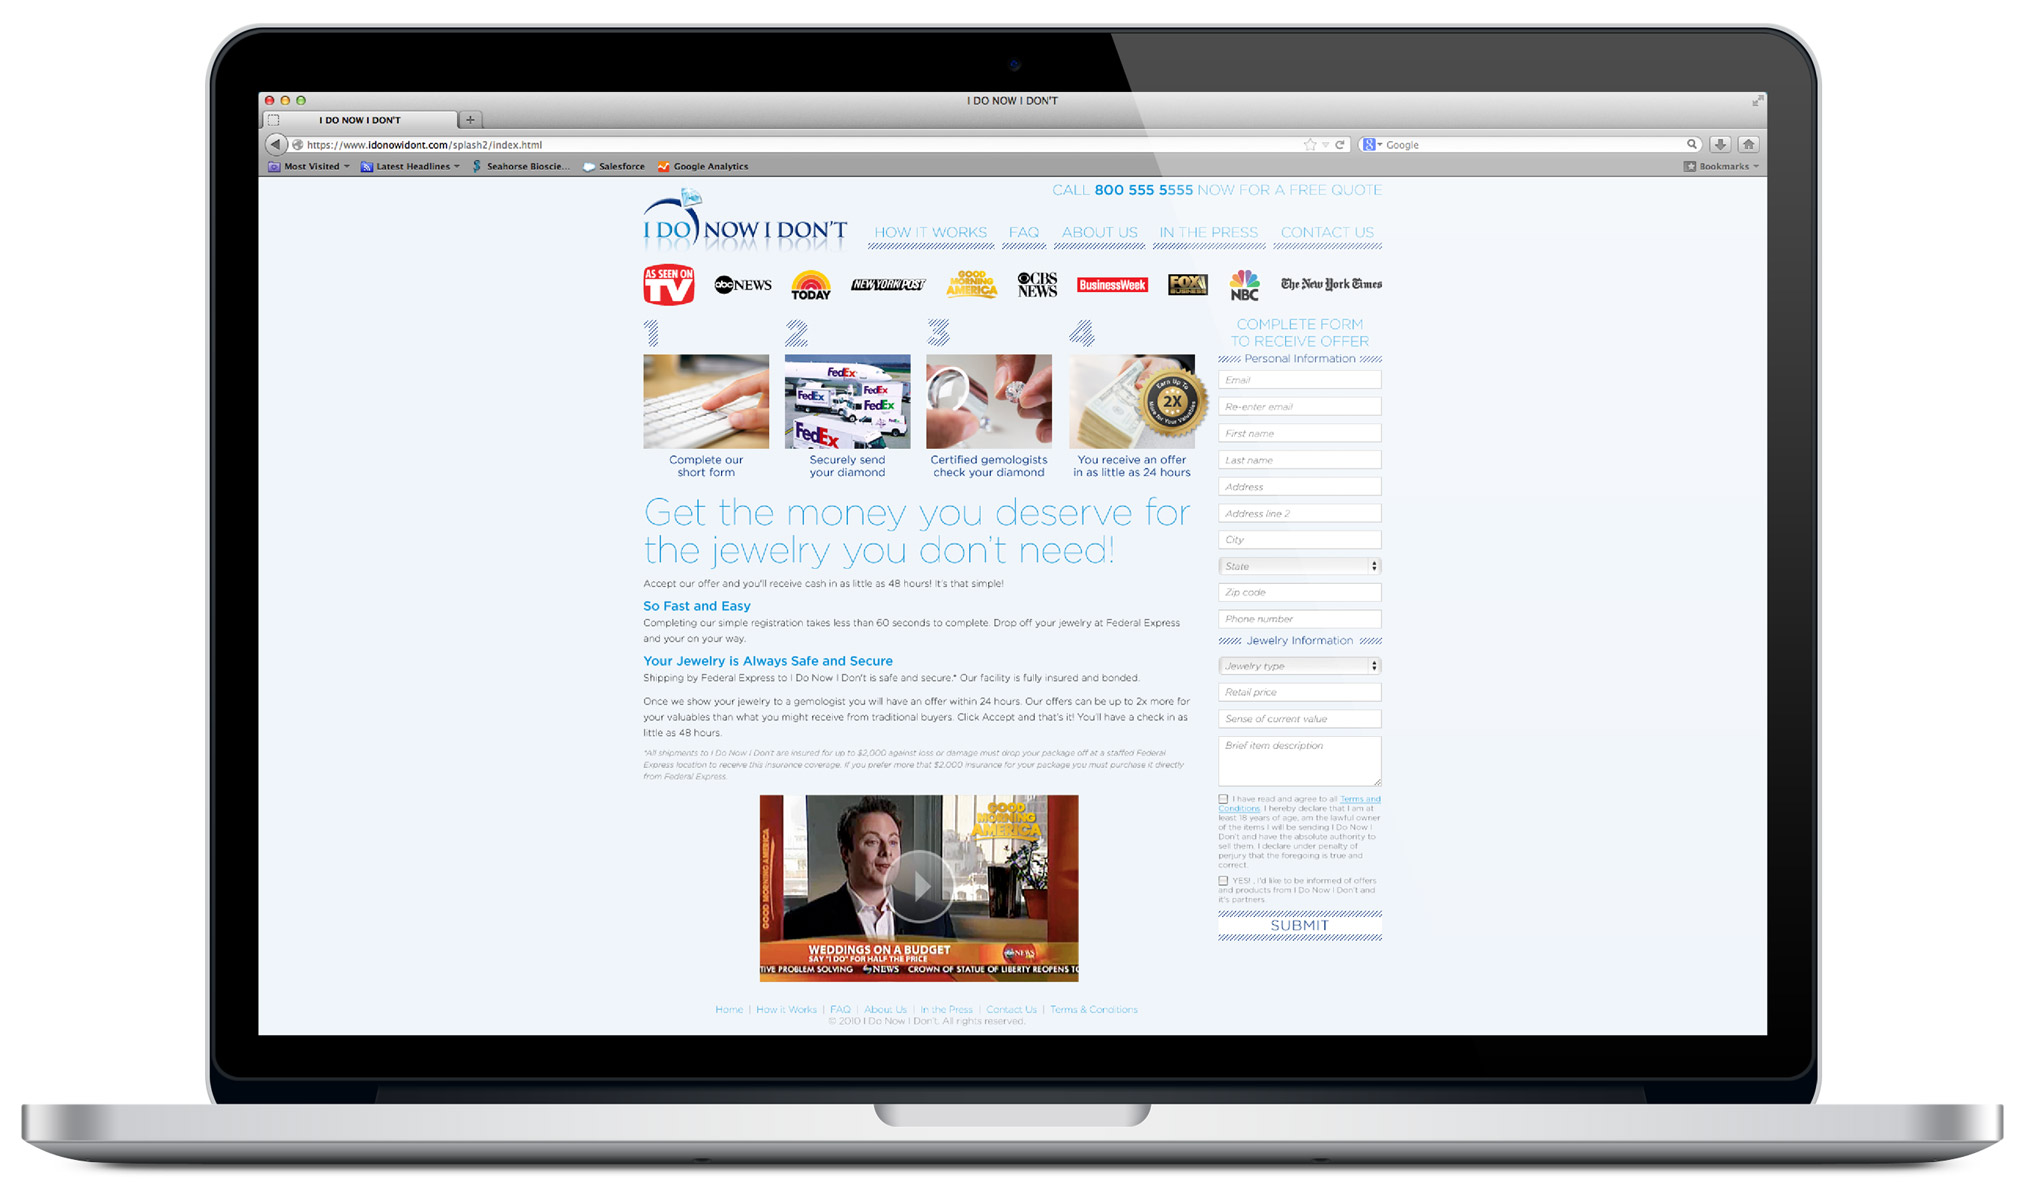 I DO NOW I DON'T
I DO NOW I DON'T
https://www.idonowidont.com/splash2/index.html
Google
Most Visited
Latest Headlines
Seahorse Bioscie...
Salesforce
Google Analytics
Bookmarks
CALL 800 555 5555 NOW FOR A FREE QUOTE
I DO NOW I DON'T
HOW IT WORKS
FAQ
ABOUT US
IN THE PRESS
CONTACT US
AS SEEN ON
TV
abc NEWS
TODAY
NEW YORK POST
GOOD
MORNING
AMERICA
CBS
NEWS
BusinessWeek
FOX
BUSINESS
NBC
The New York Times
1
2
3
4
FedEx
FedEx
FedEx
FedEx
FedEx
Earn Up To
2X
More for Your Valuables
Complete our
short form
Securely send
your diamond
Certified gemologists
check your diamond
You receive an offer
in as little as 24 hours
Get the money you deserve for
the jewelry you don't need!
Accept our offer and you'll receive cash in as little as 48 hours! It's that simple!
So Fast and Easy
Completing our simple registration takes less than 60 seconds to complete. Drop off your jewelry at Federal Express
and your on your way.
Your Jewelry is Always Safe and Secure
Shipping by Federal Express to I Do Now I Don't is safe and secure.* Our facility is fully insured and bonded.
Once we show your jewelry to a gemologist you will have an offer within 24 hours. Our offers can be up to 2x more for
your valuables than what you might receive from traditional buyers. Click Accept and that's it! You'll have a check in as
little as 48 hours.
*All shipments to I Do Now I Don't are insured for up to $2,000 against loss or damage must drop your package off at a staffed Federal
Express location to receive this insurance coverage. If you prefer more that $2,000 insurance for your package you must purchase it directly
from Federal Express.
GOOD MORNING AMERICA
GOOD
MORNING
AMERICA
WEDDINGS ON A BUDGET
SAY "I DO" FOR HALF THE PRICE
abc NEWS
TIVE PROBLEM SOLVING NEWS CROWN OF STATUE OF LIBERTY REOPENS TO
COMPLETE FORM
TO RECEIVE OFFER
Personal Information
Email
Re-enter email
First name
Last name
Address
Address line 2
City
State
Zip code
Phone number
Jewelry Information
Jewelry type
Retail price
Sense of current value
Brief item description
I have read and agree to all Terms and
Conditions. I hereby declare that I am at
least 18 years of age, am the lawful owner
of the items I will be sending I Do Now I
Don't and have the absolute authority to
sell them. I declare under penalty of
perjury that the foregoing is true and
correct.
YES! , I'd like to be informed of offers
and products from I Do Now I Don't and
it's partners.
SUBMIT
Home | How it Works | FAQ | About Us | In the Press | Contact Us | Terms & Conditions
© 2010 I Do Now I Don't. All rights reserved.